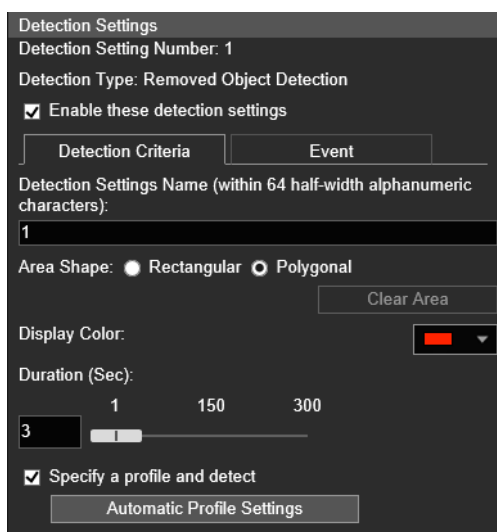 Detection Settings
Detection Setting Number: 1
Detection Type: Removed Object Detection
Enable these detection settings
Detection Criteria Event
Detection Settings Name (within 64 half-width alphanumeric
characters):
1
Area Shape: Rectangular Polygonal
Clear Area
Display Color:
Duration (Sec):
1 150 300
3
Specify a profile and detect
Automatic Profile Settings